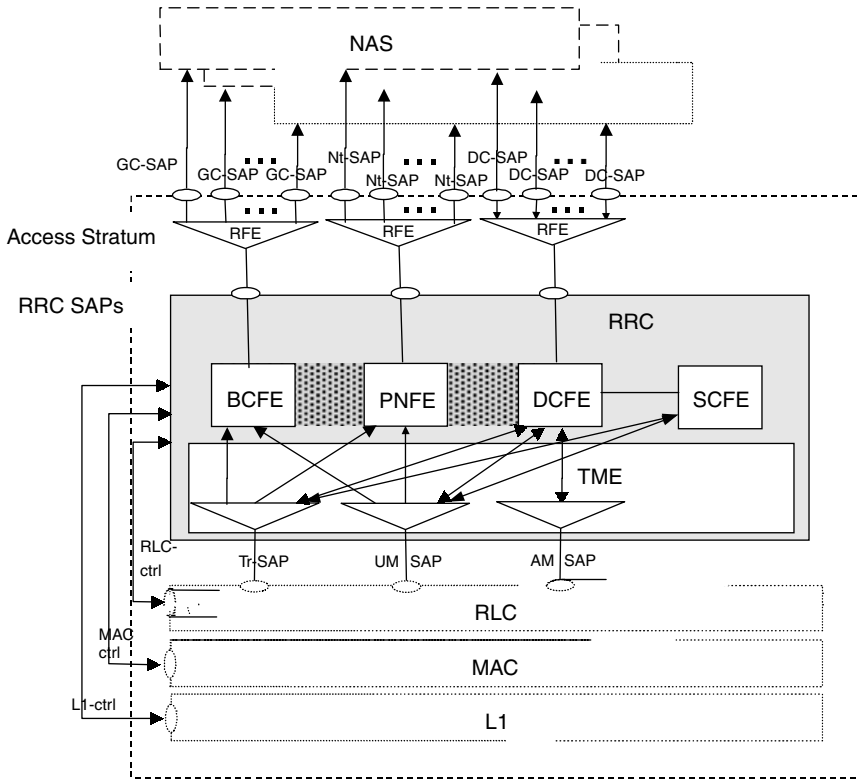 NAS
GC-SAP
GC-SAP
GC-SAP
Nt-SAP
Nt-SAP
Nt-SAP
DC-SAP
DC-SAP
DC-SAP
RFE
RFE
RFE
Access Stratum
RRC SAPs
RRC
BCFE
PNFE
DCFE
SCFE
TME
RLC-
ctrl
Tr-SAP
UM SAP
AM SAP
RLC
MAC
ctrl
MAC
L1-ctrl
L1